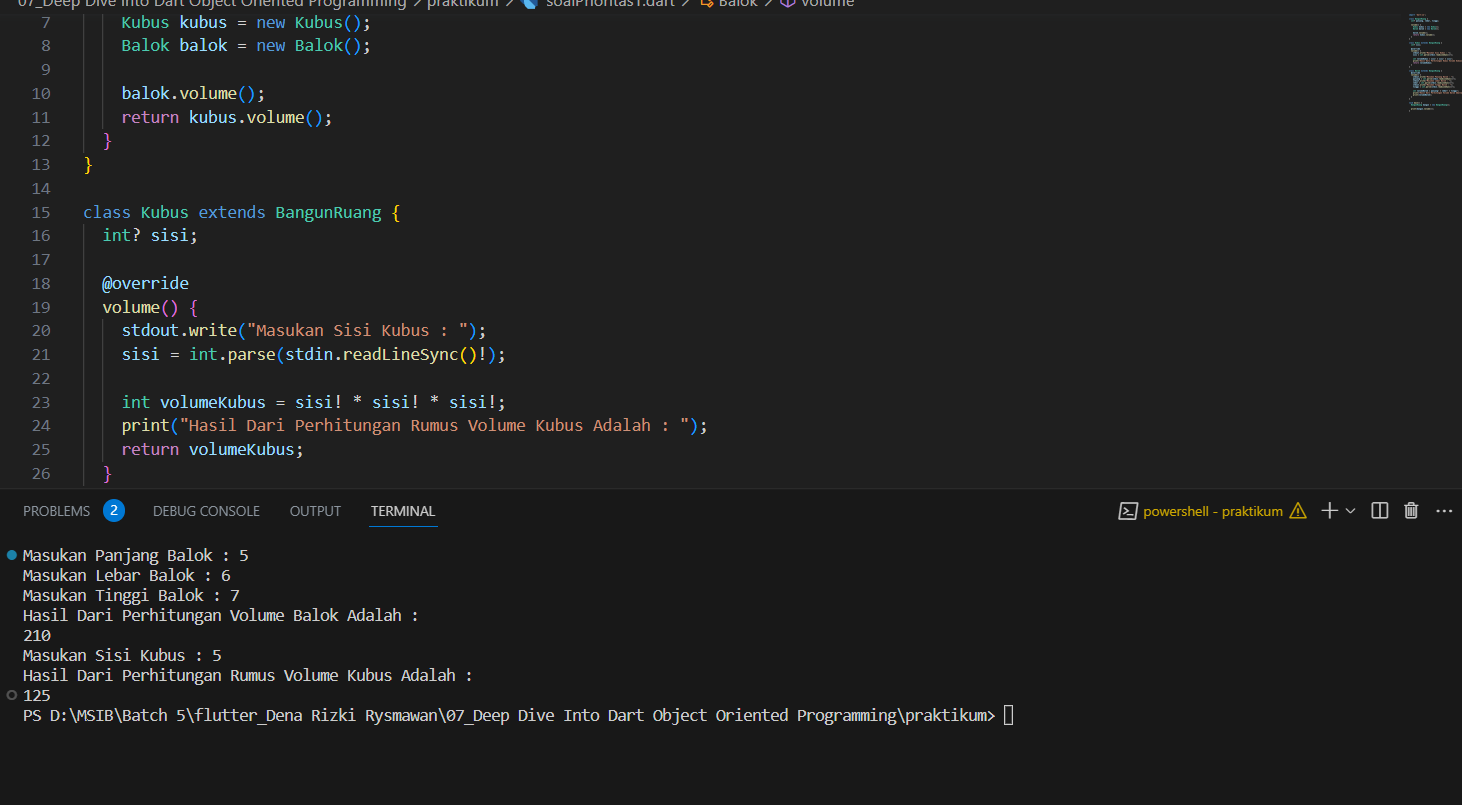 07_Deep Dive Into Dart Object Oriented Programming > praktikum > soalPrioritas1.dart > Balok > volume
7 Kubus kubus = new Kubus();
8 Balok balok = new Balok();
9
10 balok.volume();
11 return kubus.volume();
12 }
13 }
14
15 class Kubus extends BangunRuang {
16 int? sisi;
17
18 @override
19 volume() {
20 stdout.write("Masukan Sisi Kubus : ");
21 sisi = int.parse(stdin.readLineSync()!);
22
23 int volumeKubus = sisi! * sisi! * sisi!;
24 print("Hasil Dari Perhitungan Rumus Volume Kubus Adalah : ");
25 return volumeKubus;
26 }
PROBLEMS 2 DEBUG CONSOLE OUTPUT TERMINAL powershell - praktikum
Masukan Panjang Balok : 5
Masukan Lebar Balok : 6
Masukan Tinggi Balok : 7
Hasil Dari Perhitungan Volume Balok Adalah :
210
Masukan Sisi Kubus : 5
Hasil Dari Perhitungan Rumus Volume Kubus Adalah :
125
PS D:\MSIB\Batch 5\flutter_Dena Rizki Rysmawan\07_Deep Dive Into Dart Object Oriented Programming\praktikum>